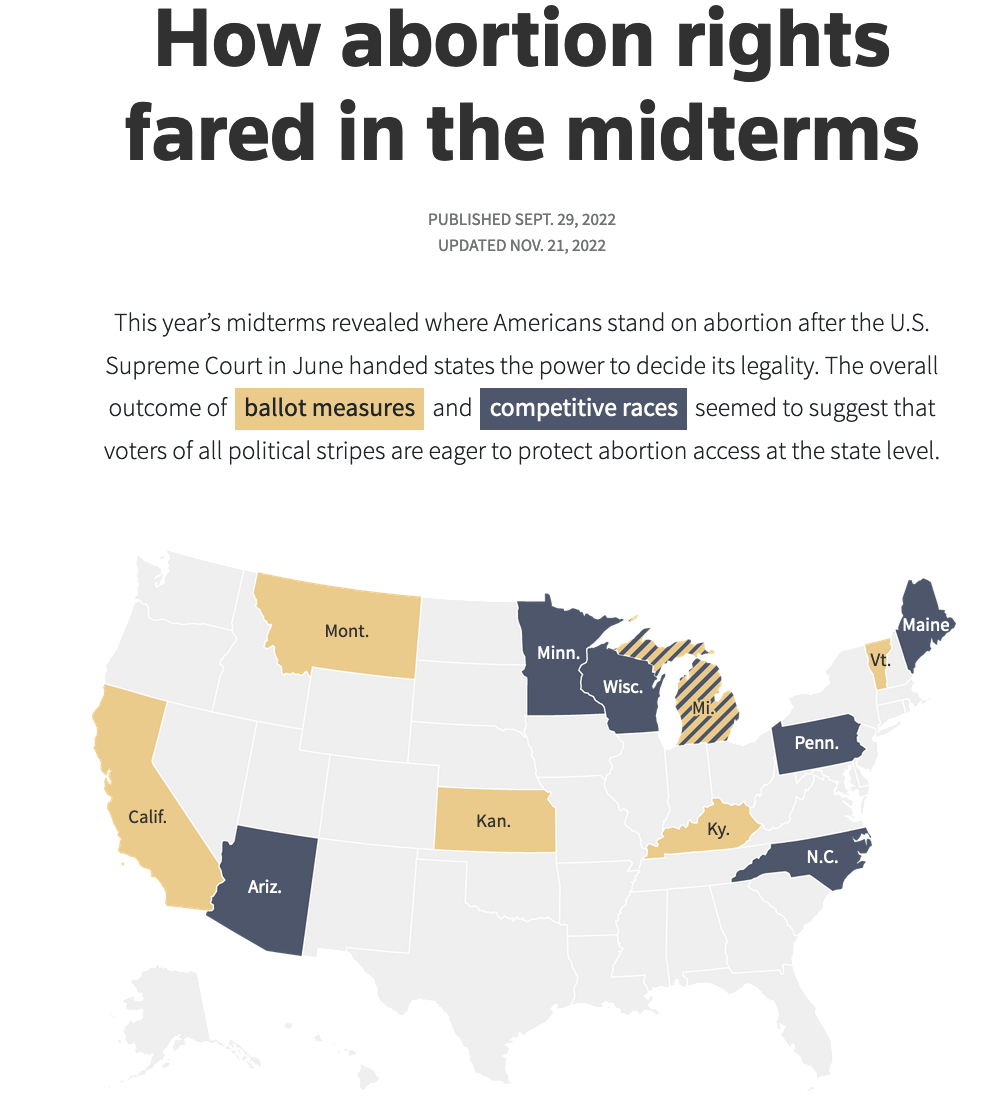 How abortion rights
fared in the midterms
PUBLISHED SEPT. 29, 2022
UPDATED NOV. 21, 2022
This year’s midterms revealed where Americans stand on abortion after the U.S.
Supreme Court in June handed states the power to decide its legality. The overall
outcome of ballot measures and competitive races seemed to suggest that
voters of all political stripes are eager to protect abortion access at the state level.
Maine
Mont.
Minn.
Vt.
Wisc.
Mi.
Penn.
Calif.
Kan.
Ky.
N.C.
Ariz.